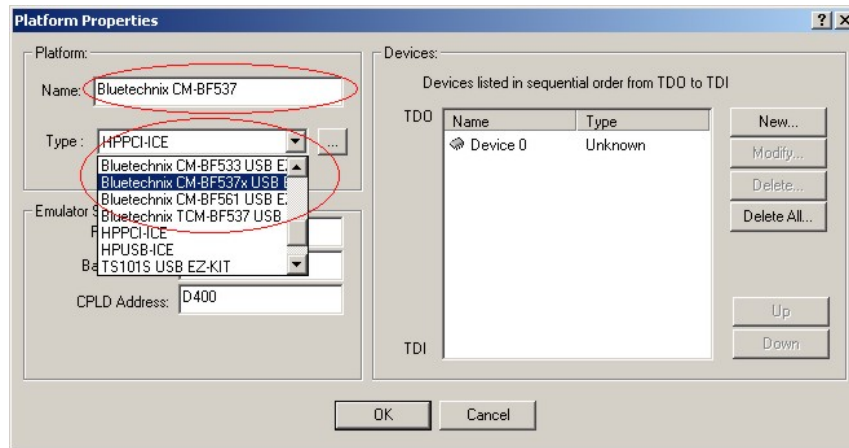 Platform Properties
Platform:
Name: Bluetechnix CM-BF537
Type : HPPCI-ICE ...
Bluetechnix CM-BF533 USB
Bluetechnix CM-BF537x USB
Bluetechnix CM-BF561 USB
Bluetechnix TCM-BF537 USB
HPPCI-ICE
HPUSB-ICE
TS101S USB EZ-KIT
Emulator
CPLD Address: D400
Devices:
Devices listed in sequential order from TDO to TDI
TDO
Name Type
Device 0 Unknown
TDI
New...
Modify...
Delete...
Delete All...
Up
Down
OK Cancel